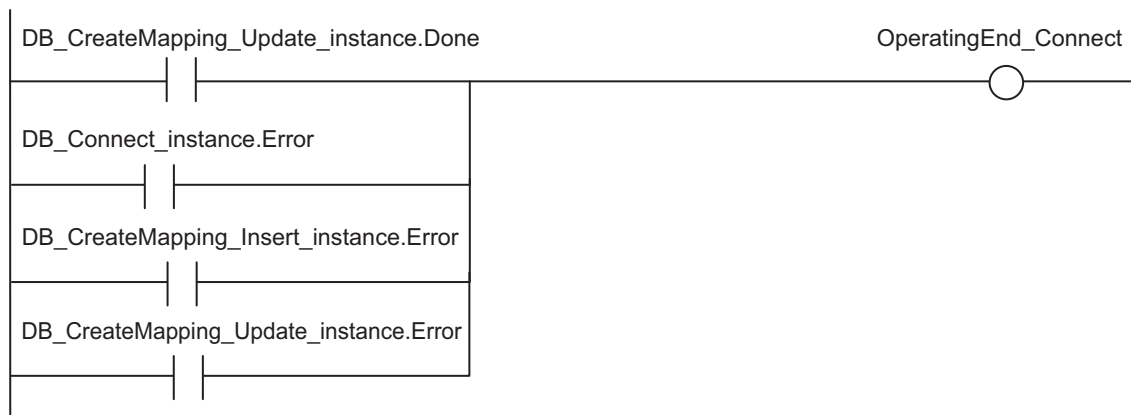 DB_CreateMapping_Update_instance.Done
OperatingEnd_Connect
DB_Connect_instance.Error
DB_CreateMapping_Insert_instance.Error
DB_CreateMapping_Update_instance.Error